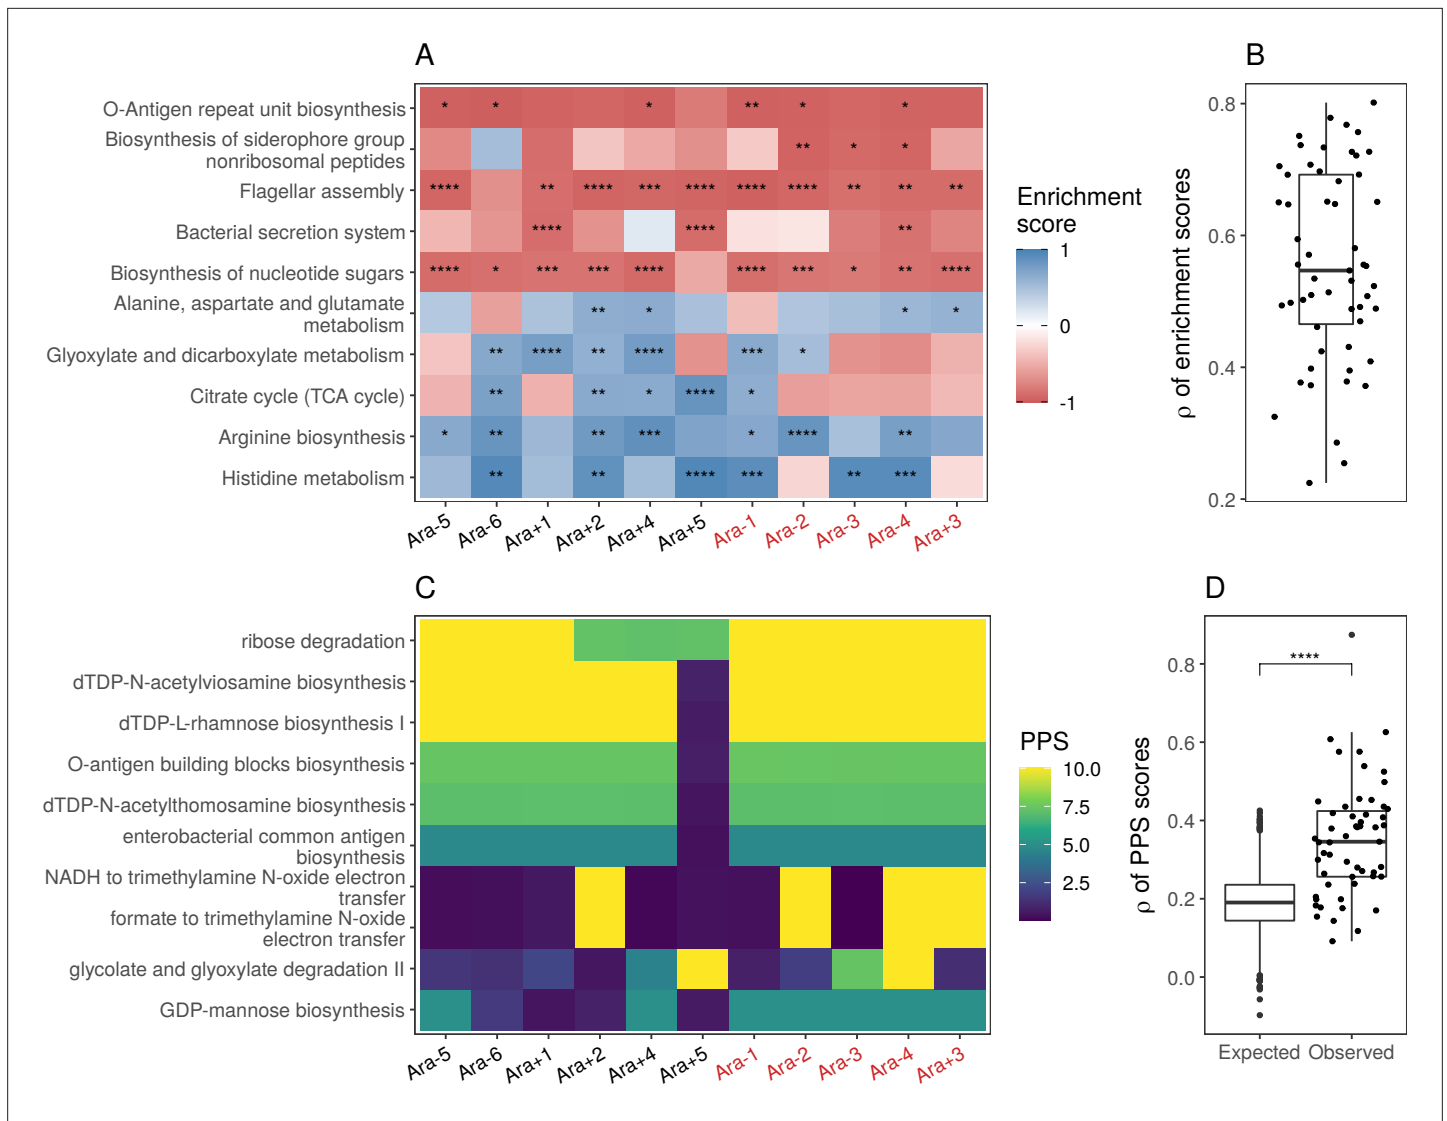 A
B
O-Antigen repeat unit biosynthesis
Biosynthesis of siderophore group
nonribosomal peptides
Flagellar assembly
Bacterial secretion system
Biosynthesis of nucleotide sugars
Alanine, aspartate and glutamate
metabolism
Glyoxylate and dicarboxylate metabolism
Citrate cycle (TCA cycle)
Arginine biosynthesis
Histidine metabolism
* * * ** * *
** * *
**** ** **** *** **** **** **** ** ** **
**** **** **
**** * *** *** **** **** *** * ** ****
** * * *
** **** ** **** *** *
** ** * **** *
* ** ** *** * **** **
** ** **** *** ** ***
Ara-5 Ara-6 Ara+1 Ara+2 Ara+4 Ara+5 Ara-1 Ara-2 Ara-3 Ara-4 Ara+3
Enrichment
score
1
0
-1
ρ of enrichment scores
0.8
0.6
0.4
0.2
C
D
ribose degradation
dTDP-N-acetylviosamine biosynthesis
dTDP-L-rhamnose biosynthesis I
O-antigen building blocks biosynthesis
dTDP-N-acetylthomosamine biosynthesis
enterobacterial common antigen
biosynthesis
NADH to trimethylamine N-oxide electron
transfer
formate to trimethylamine N-oxide
electron transfer
glycolate and glyoxylate degradation II
GDP-mannose biosynthesis
Ara-5 Ara-6 Ara+1 Ara+2 Ara+4 Ara+5 Ara-1 Ara-2 Ara-3 Ara-4 Ara+3
PPS
10.0
7.5
5.0
2.5
ρ of PPS scores
0.8
0.6
0.4
0.2
0.0
****
Expected Observed